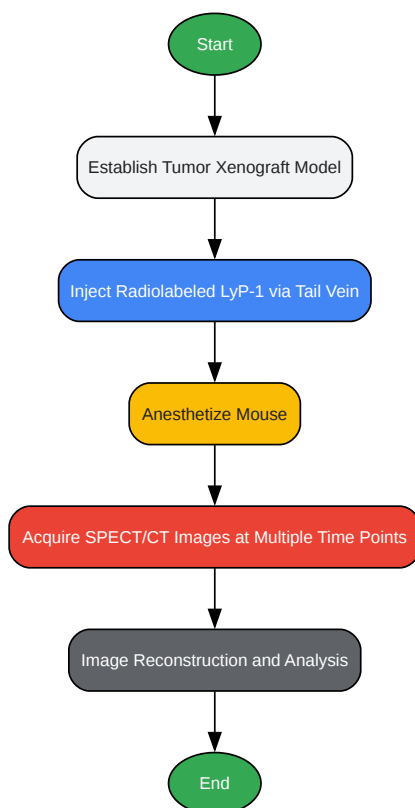 Start
Establish Tumor Xenograft Model
Inject Radiolabeled LyP-1 via Tail Vein
Anesthetize Mouse
Acquire SPECT/CT Images at Multiple Time Points
Image Reconstruction and Analysis
End